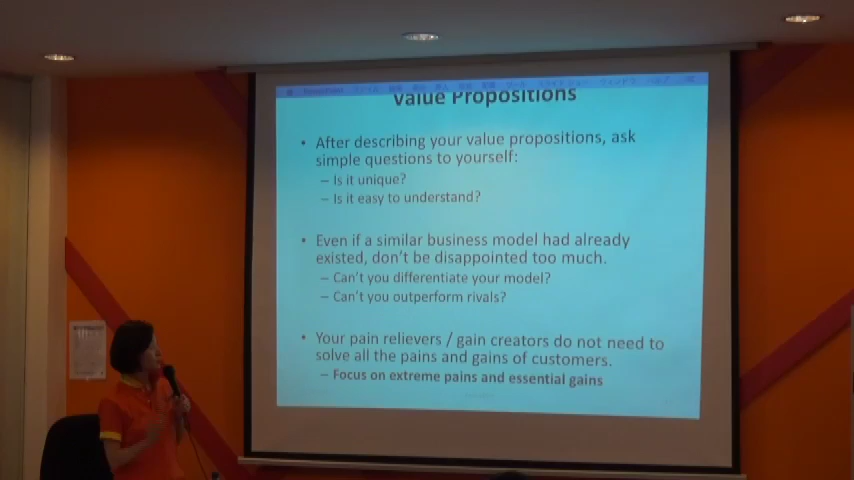 Value Propositions
• After describing your value propositions, ask
simple questions to yourself:
– Is it unique?
– Is it easy to understand?
• Even if a similar business model had already
existed, don't be disappointed too much.
– Can't you differentiate your model?
– Can't you outperform rivals?
• Your pain relievers / gain creators do not need to
solve all the pains and gains of customers.
– Focus on extreme pains and essential gains